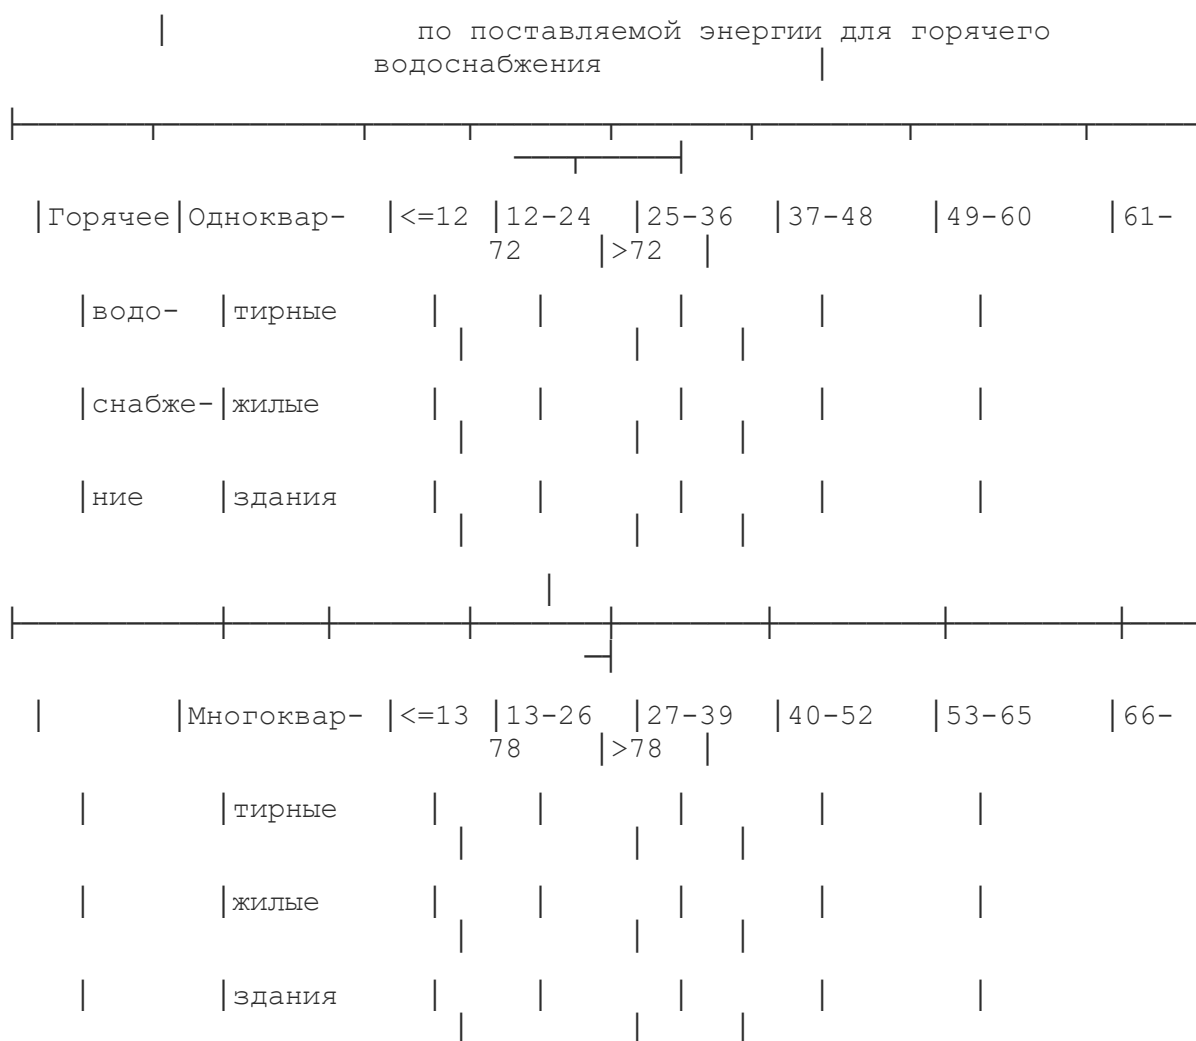 по поставляемой энергии для горячего
водоснабжения
Горячее Одноквар- <=12 12-24 25-36 37-48 49-60 61-
72 >72
водо- тирные
снабже- жилые
ние здания
Многоквар- <=13 13-26 27-39 40-52 53-65 66-
78 >78
тирные
жилые
здания